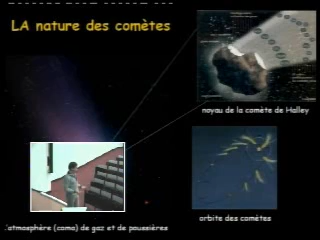 LA nature des comètes
noyau de la comète de Halley
orbite des comètes
l'atmosphère (coma) de gaz et de poussières